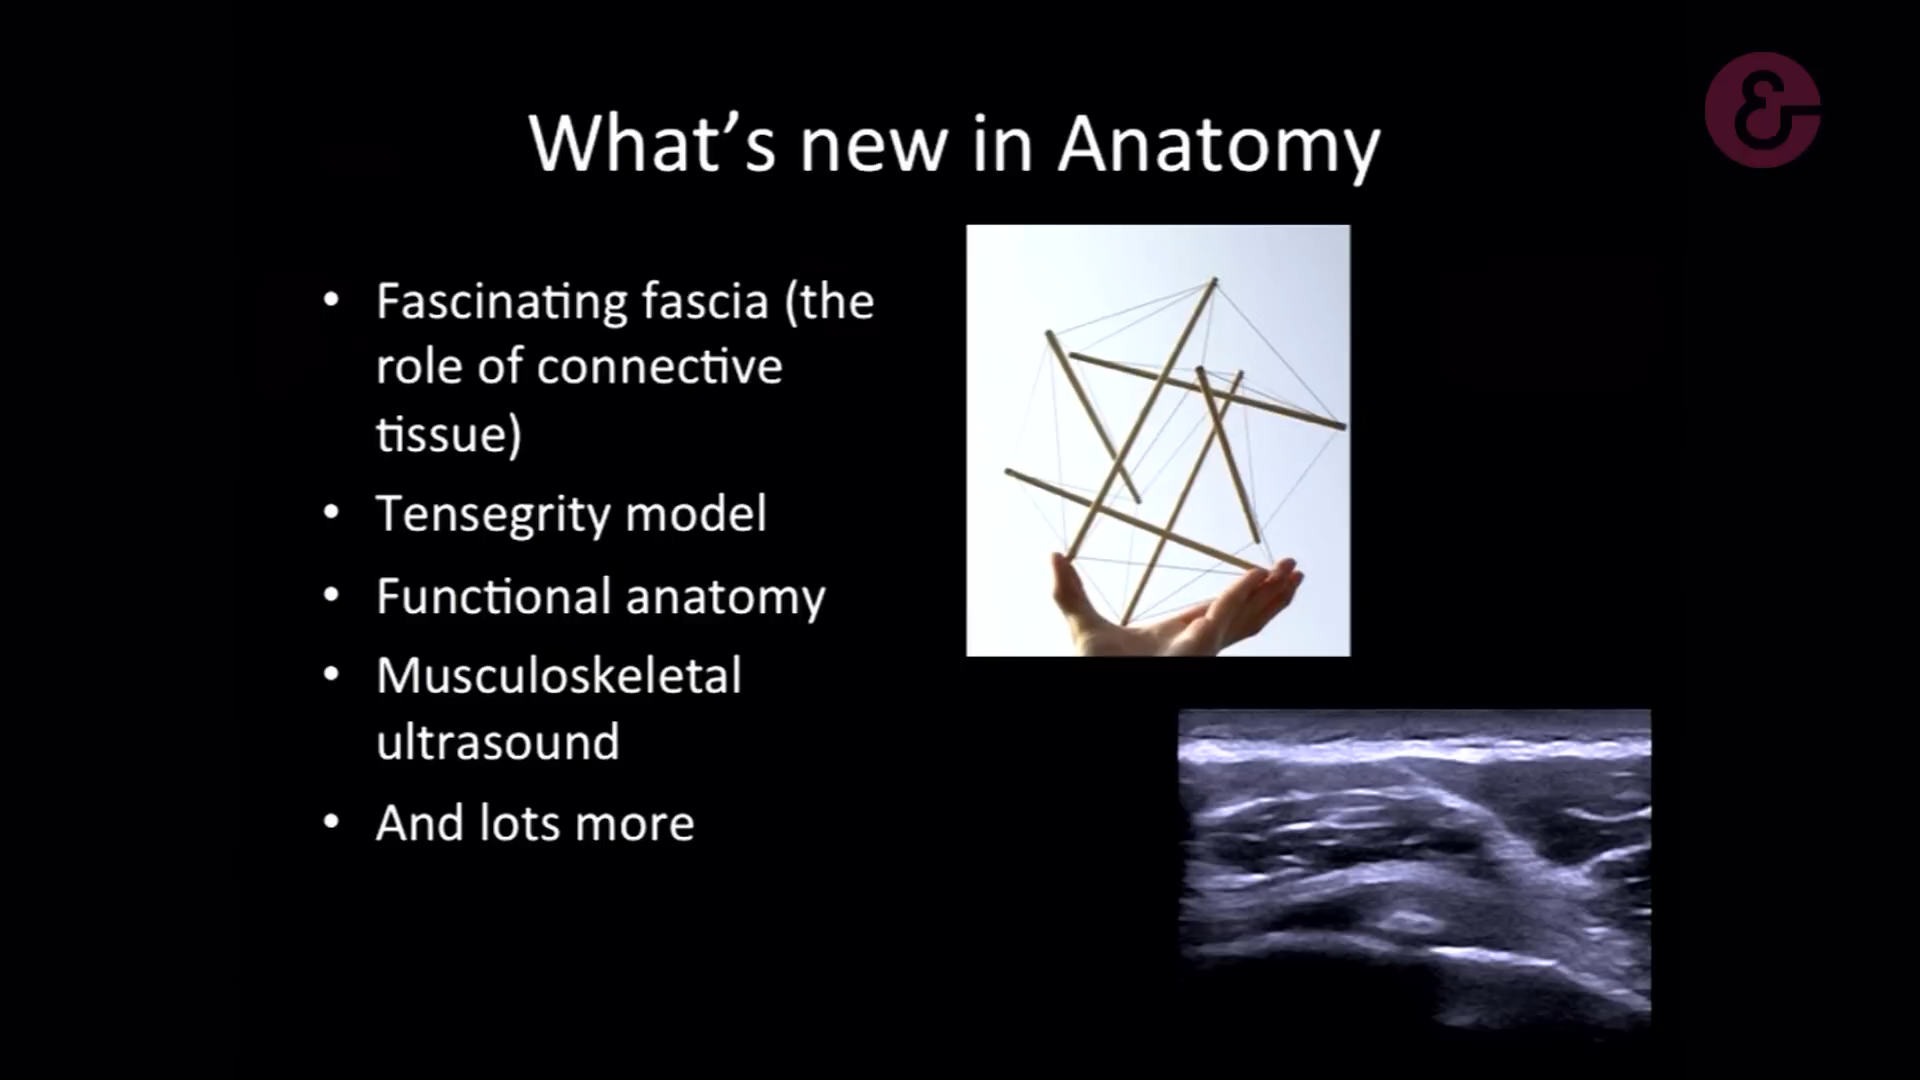 What's new in Anatomy
• Fascinating fascia (the
role of connective
tissue)
• Tensegrity model
• Functional anatomy
• Musculoskeletal
ultrasound
• And lots more
&